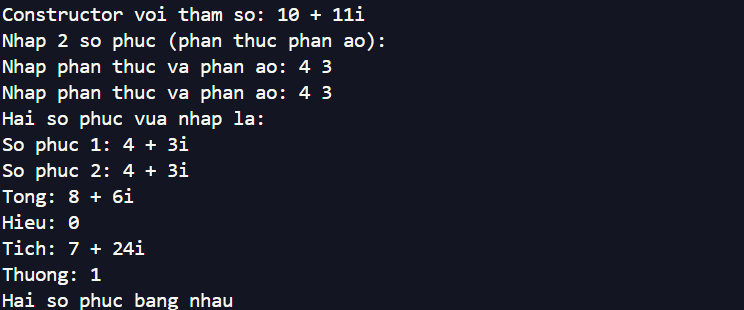 Constructor voi tham so: 10 + 11i
Nhap 2 so phuc (phan thuc phan ao):
Nhap phan thuc va phan ao: 4 3
Nhap phan thuc va phan ao: 4 3
Hai so phuc vua nhap la:
So phuc 1: 4 + 3i
So phuc 2: 4 + 3i
Tong: 8 + 6i
Hieu: 0
Tich: 7 + 24i
Thuong: 1
Hai so phuc bang nhau